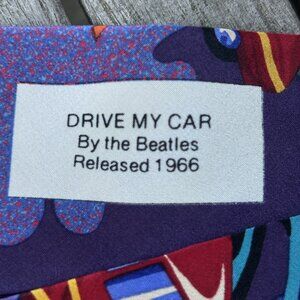 DRIVE MY CAR
By the Beatles
Released 1966